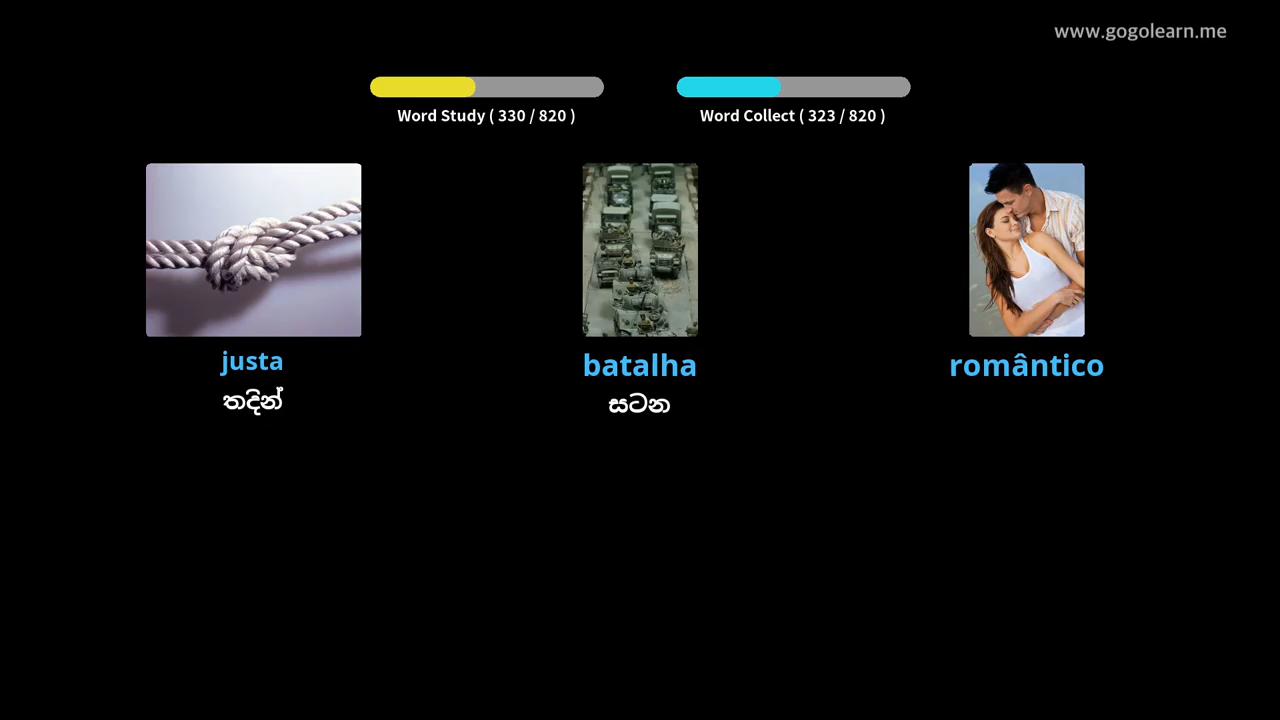 www.gogolearn.me
Word Study ( 330 / 820 )
Word Collect ( 323 / 820 )
justa
තදින්
batalha
සටන
romântico